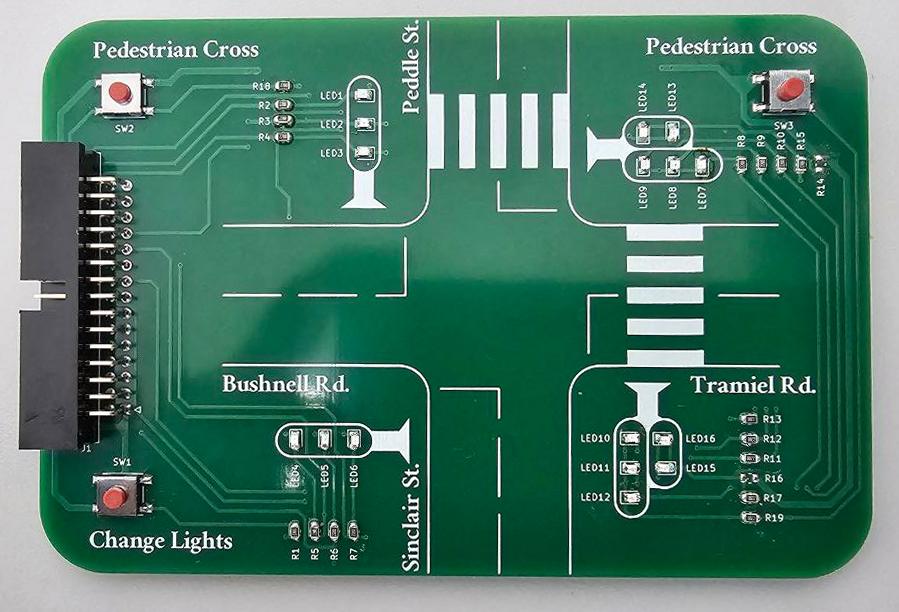 Pedestrian Cross
Pedestrian Cross
Peddle St.
SW2
R18
R2
R3
R4
LED1
LED2
LED3
LED14
LED13
SW3
R8
R9
R10
R15
R14
LED9
LED8
LED7
J1
Bushnell Rd.
Tramiel Rd.
LED4
LED5
LED6
Sinclair St.
LED10
LED11
LED12
LED16
LED15
R13
R12
R11
R16
R17
R19
SW1
Change Lights
R1
R5
R6
R7